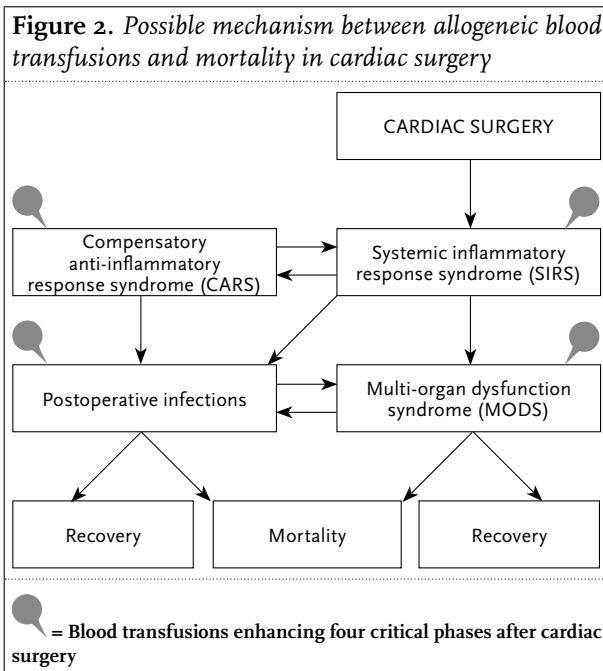 Figure 2. Possible mechanism between allogeneic blood
transfusions and mortality in cardiac surgery
CARDIAC SURGERY
Compensatory
anti-inflammatory
response syndrome (CARS)
Systemic inflammatory
response syndrome (SIRS)
Postoperative infections
Multi-organ dysfunction
syndrome (MODS)
Recovery
Mortality
Recovery
= Blood transfusions enhancing four critical phases after cardiac
surgery